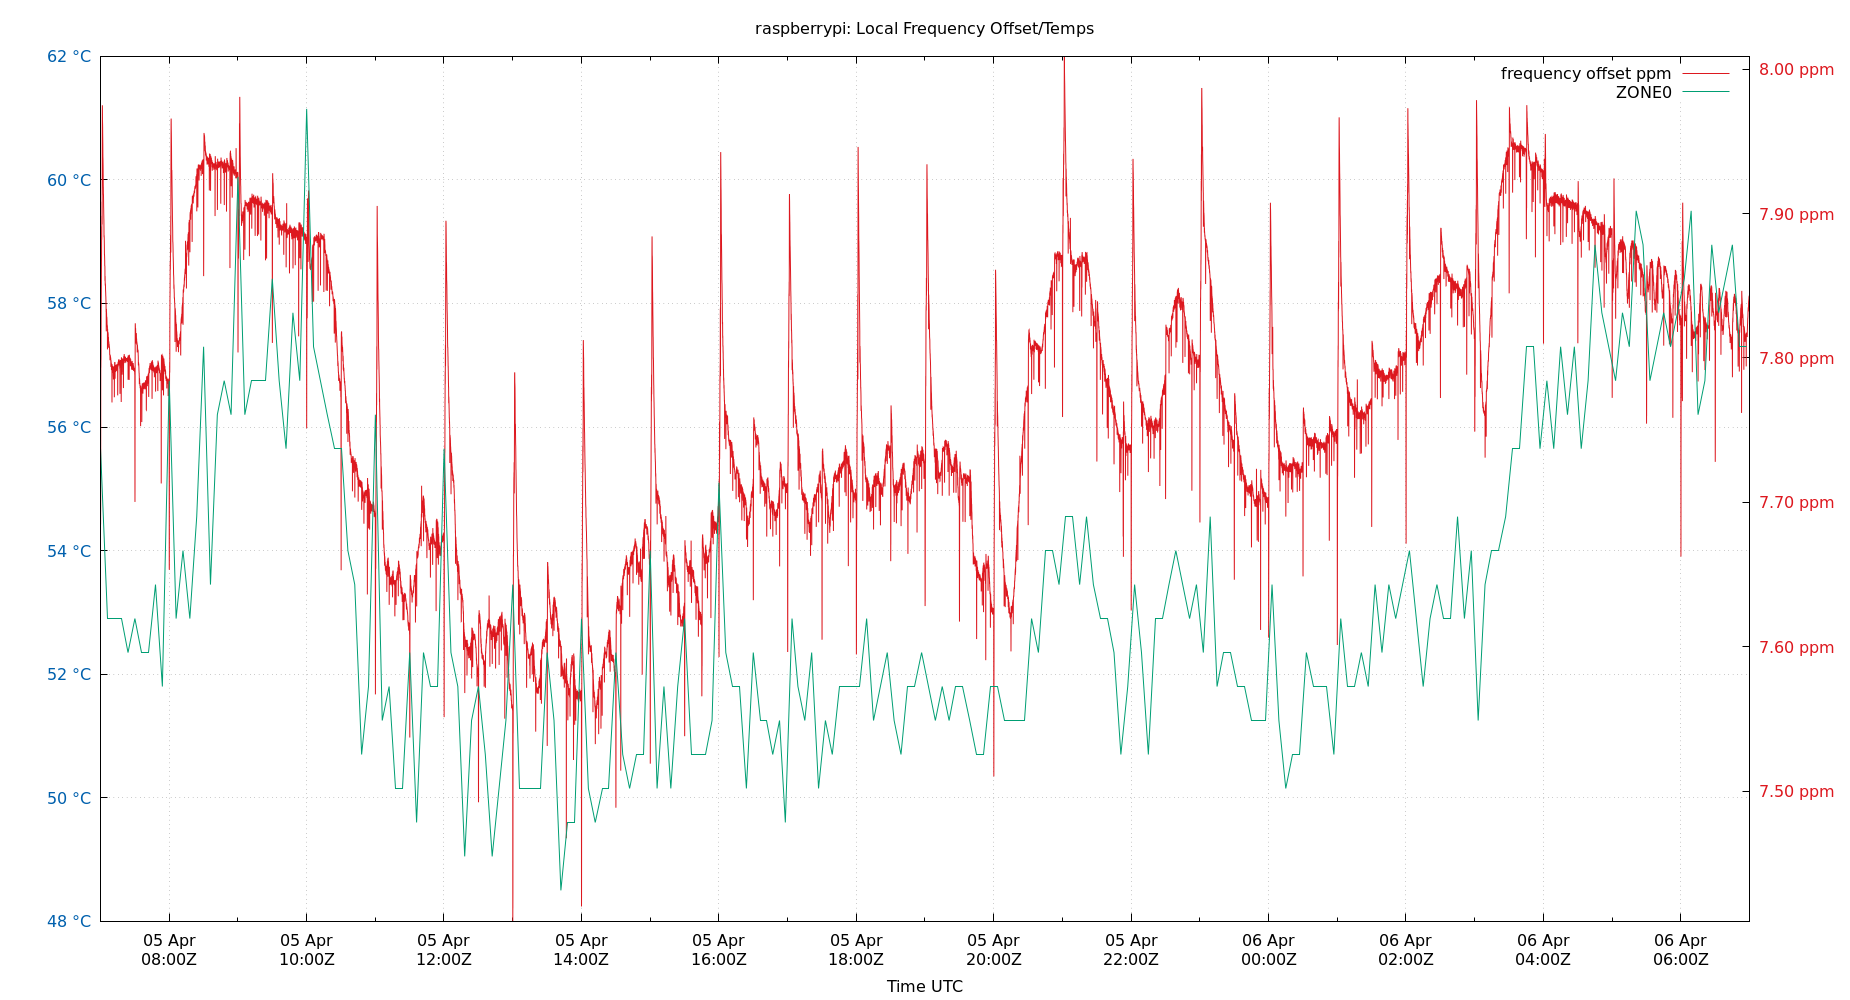 raspberrypi: Local Frequency Offset/Temps
62 °C
60 °C
58 °C
56 °C
54 °C
52 °C
50 °C
48 °C
frequency offset ppm
ZONE0
8.00 ppm
7.90 ppm
7.80 ppm
7.70 ppm
7.60 ppm
7.50 ppm
05 Apr
08:00Z
05 Apr
10:00Z
05 Apr
12:00Z
05 Apr
14:00Z
05 Apr
16:00Z
05 Apr
18:00Z
05 Apr
20:00Z
05 Apr
22:00Z
06 Apr
00:00Z
06 Apr
02:00Z
06 Apr
04:00Z
06 Apr
06:00Z
Time UTC